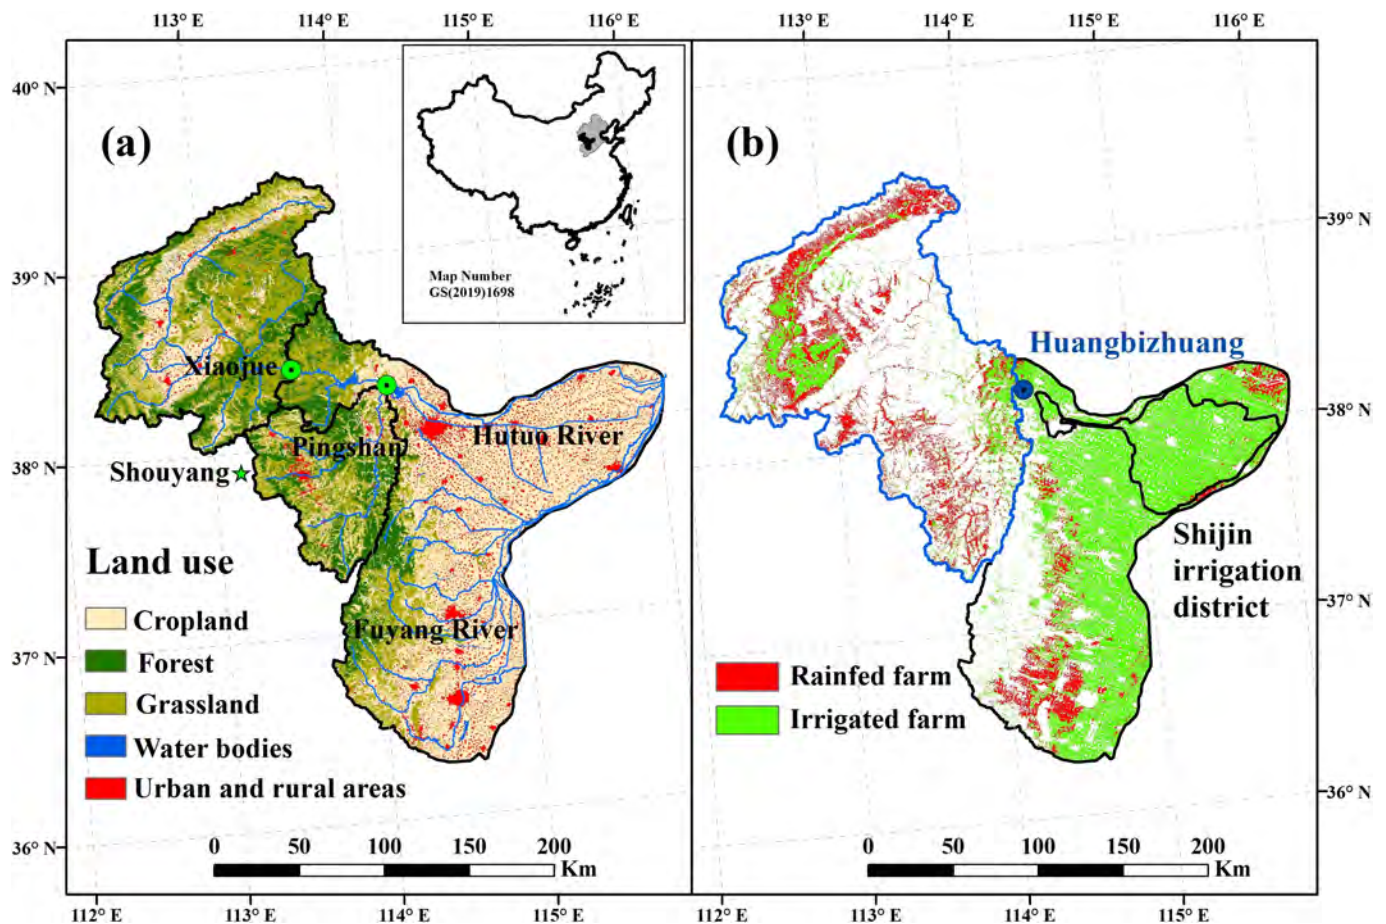 113° E 114° E 115° E 116° E
113° E 114° E 115° E 116° E
40° N
39° N
38° N
37° N
36° N
(a)
Map Number
GS(2019)1698
Xiaojue
Pingshan
Hutuo River
Shouyang
Fuyang River
Land use
Cropland
Forest
Grassland
Water bodies
Urban and rural areas
0 50 100 150 200
Km
112° E 113° E 114° E 115° E
(b)
Huangbizhuang
Shijin
irrigation
district
Rainfed farm
Irrigated farm
39° N
38° N
37° N
36° N
0 50 100 150 200
Km
112° E 113° E 114° E 115° E